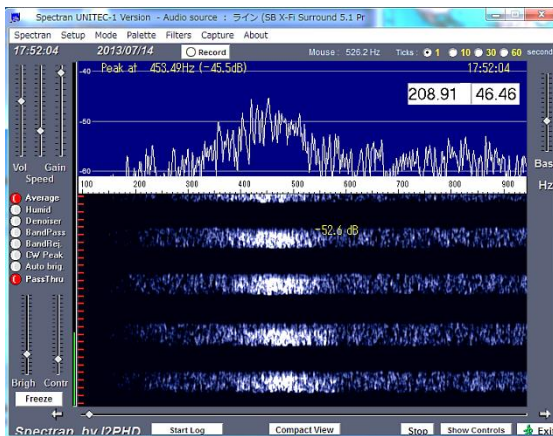 Spectran UNITEC-1 Version - Audio source : ライン (SB X-Fi Surround 5.1 Pr
Spectran Setup Mode Palette Filters Capture About
17:52:04 2013/07/14 Record Mouse : 526.2 Hz Ticks : 1 10 30 60 second
-40 Peak at 453.49Hz (-45.5dB) 17:52:04
208.91 46.46
-50
-60
Vol Gain
Speed
Bas
100 200 300 400 500 600 700 800 900 Hz
Average
Humid
Denoiser
BandPass
BandRej.
CW Peak
Auto brig.
PassThru
-52.6 dB
Brigh Contr
Freeze
Spectran by I2PHD Start Log Compact View Stop Show Controls Exi